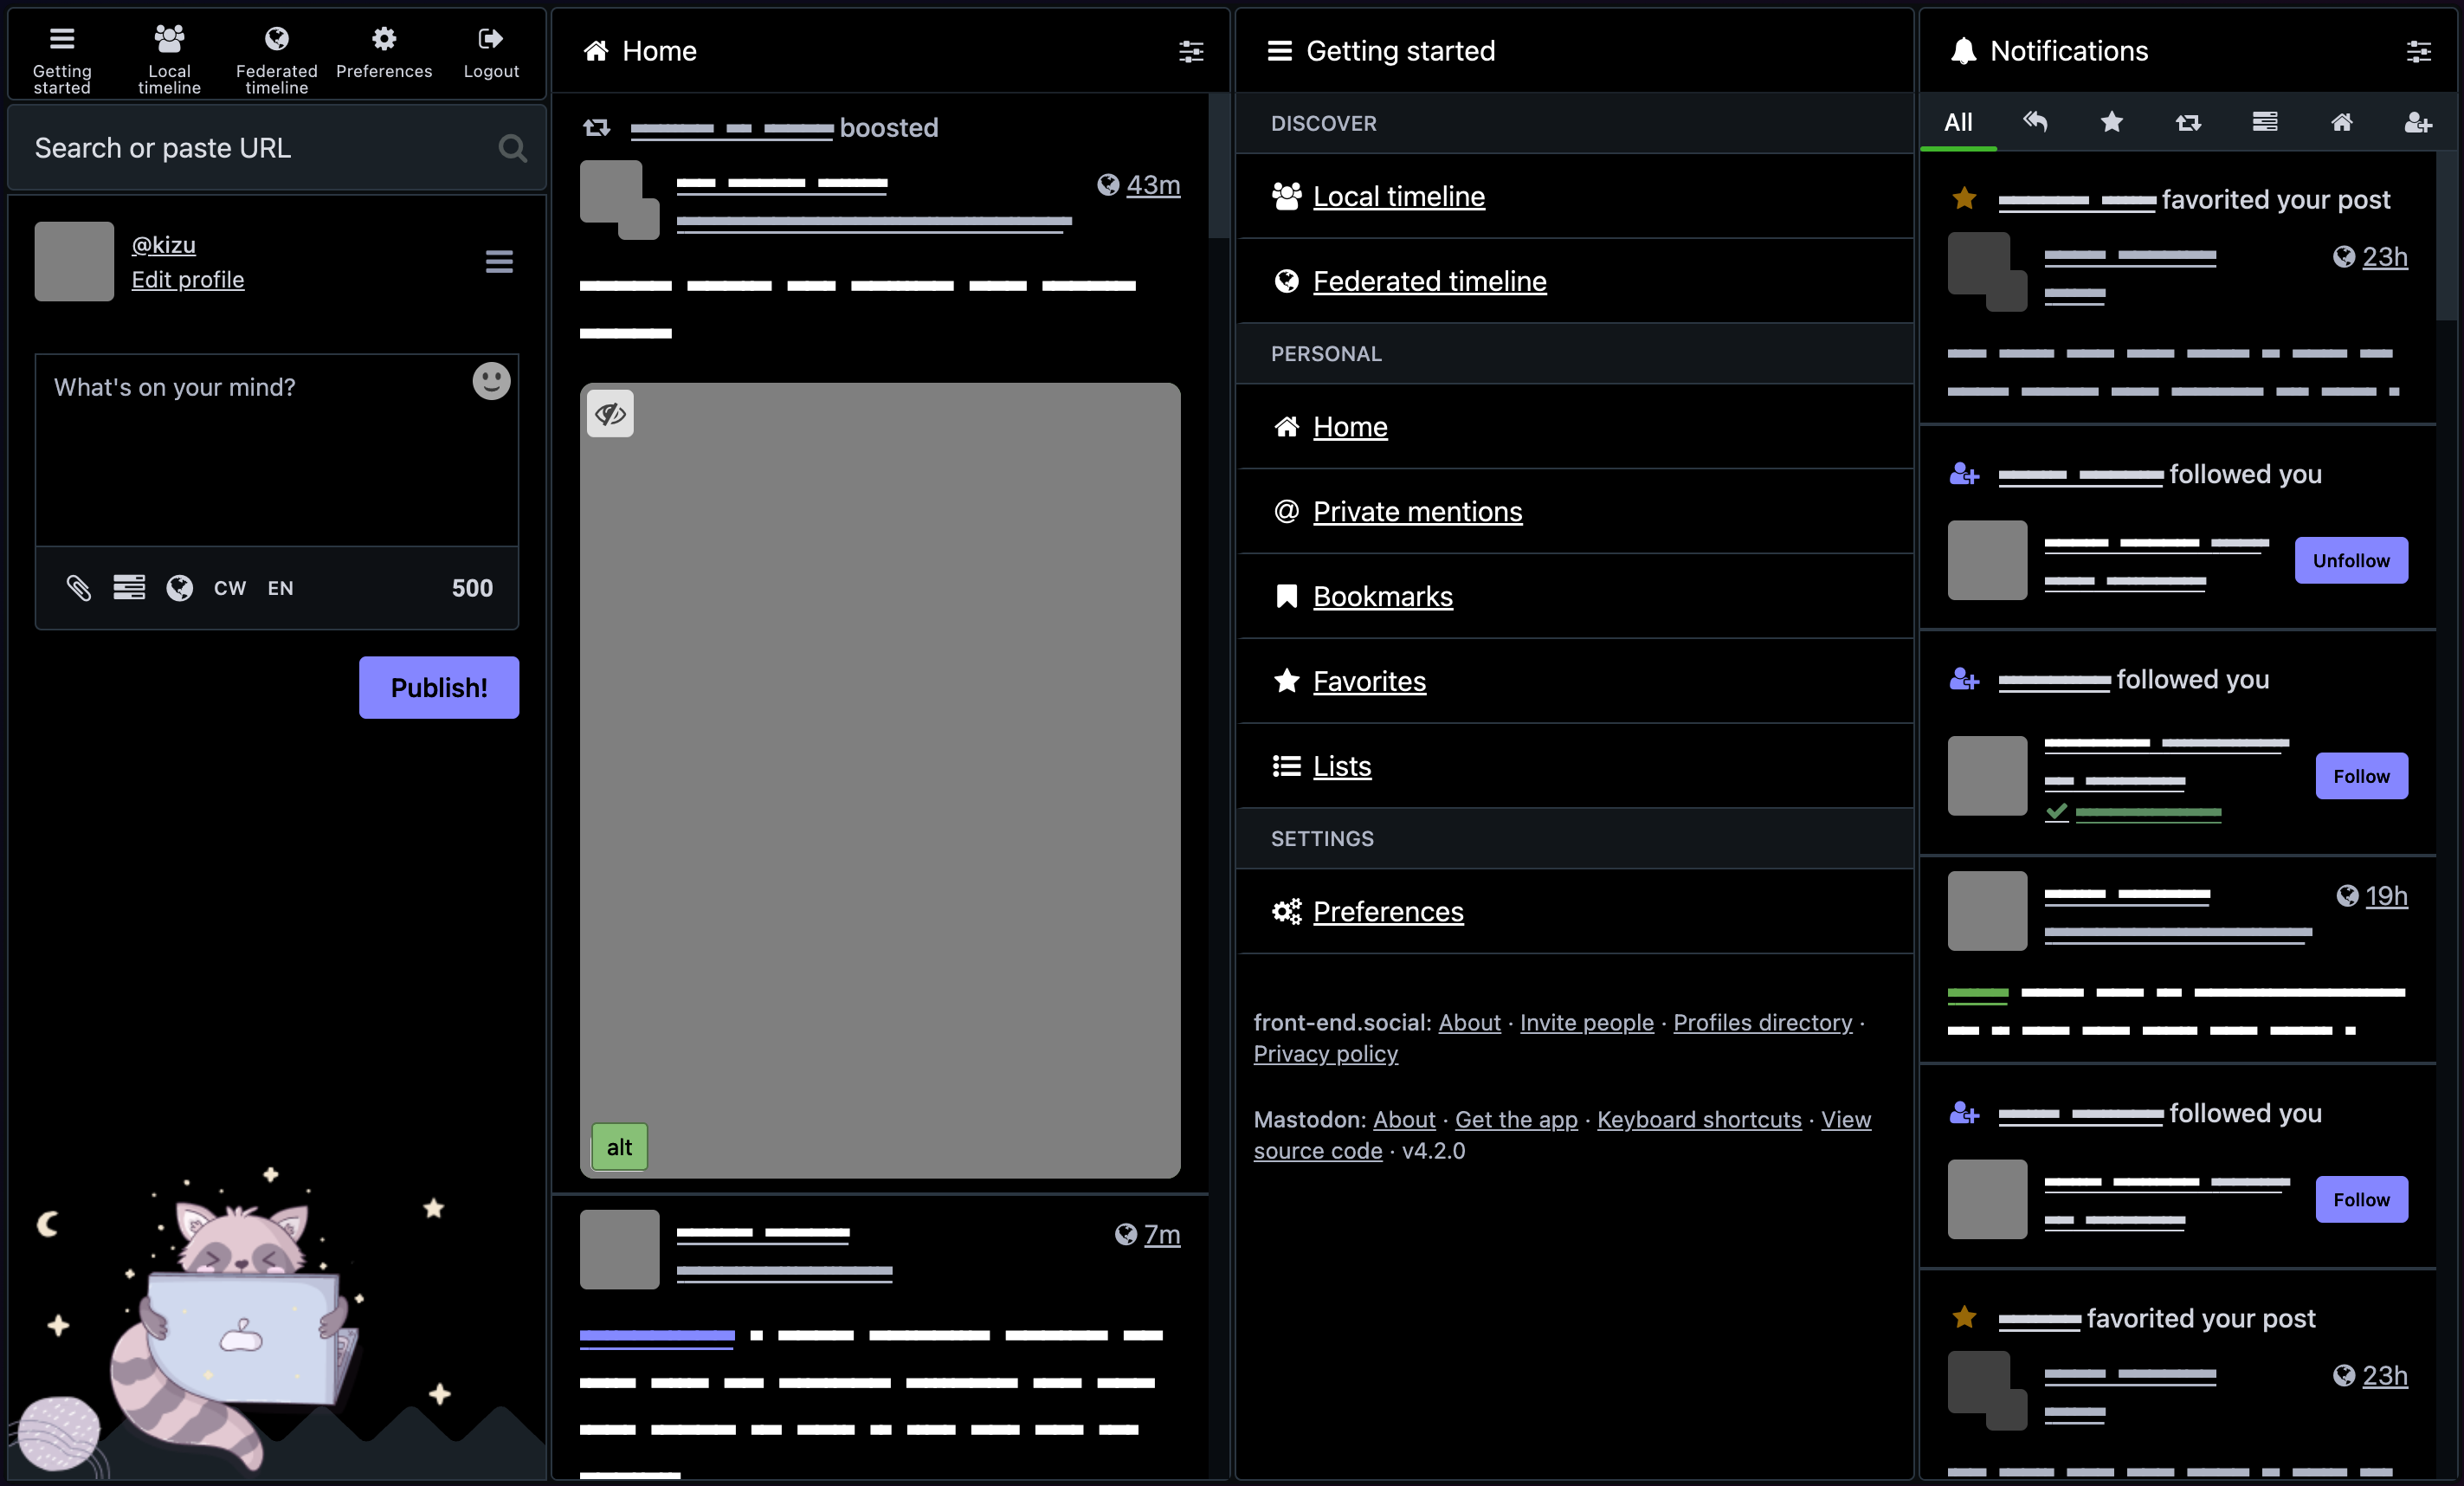 Getting
started
Local
timeline
Federated
timeline
Preferences
Logout
Search or paste URL
@kizu
Edit profile
What's on your mind?
CW
EN
500
Publish!
Home
boosted
43m
alt
7m
Getting started
DISCOVER
Local timeline
Federated timeline
PERSONAL
Home
Private mentions
Bookmarks
Favorites
Lists
SETTINGS
Preferences
front-end.social: About · Invite people · Profiles directory ·
Privacy policy
Mastodon: About · Get the app · Keyboard shortcuts · View
source code · v4.2.0
Notifications
All
favorited your post
23h
followed you
Unfollow
followed you
Follow
19h
followed you
Follow
favorited your post
23h